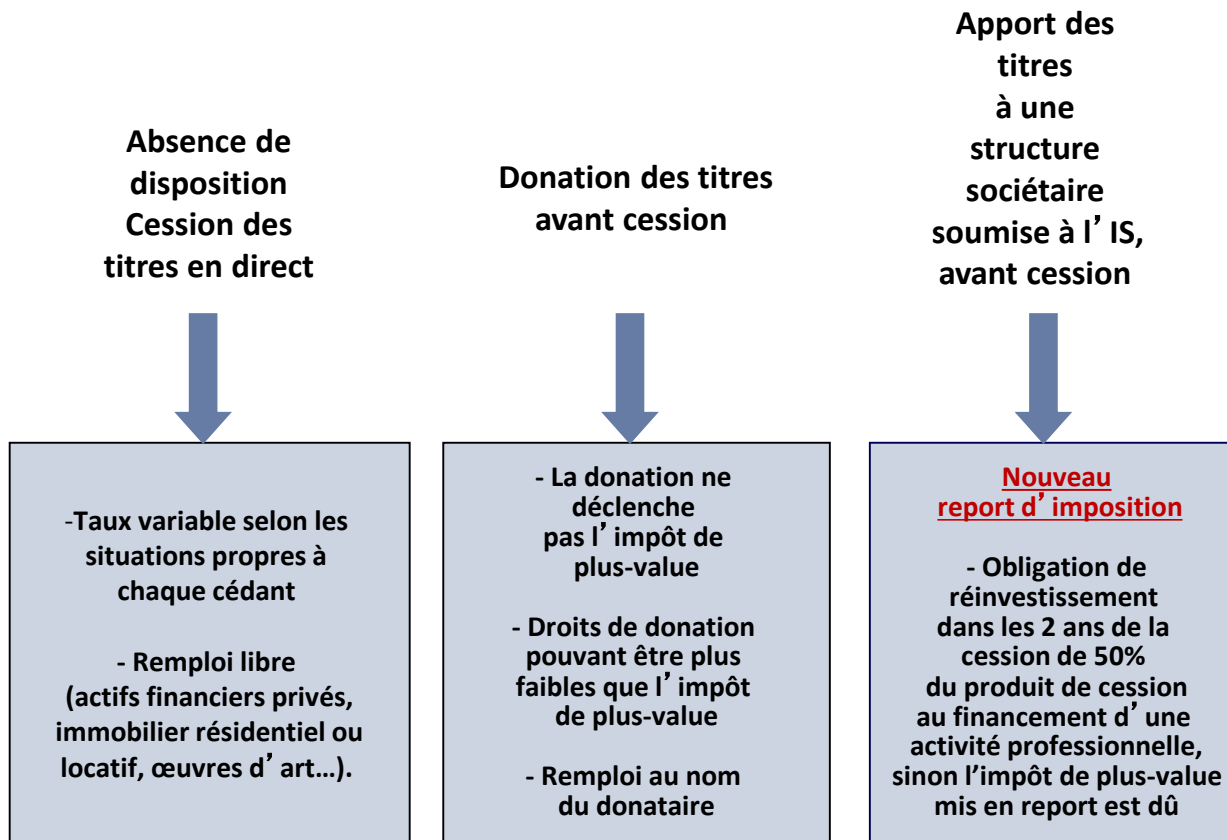 Absence de
disposition
Cession des
titres en direct
Donation des titres
avant cession
Apport des
titres
à une
structure
sociétaire
soumise à l’ IS,
avant cession
-Taux variable selon les
situations propres à
chaque cédant
- Remploi libre
(actifs financiers privés,
immobilier résidentiel ou
locatif, œuvres d’ art…).
- La donation ne
déclenche
pas l’ impôt de
plus-value
- Droits de donation
pouvant être plus
faibles que l’ impôt
de plus-value
- Remploi au nom
du donataire
Nouveau
report d’ imposition
- Obligation de
réinvestissement
dans les 2 ans de la
cession de 50%
du produit de cession
au financement d’ une
activité professionnelle,
sinon l’impôt de plus-value
mis en report est dû